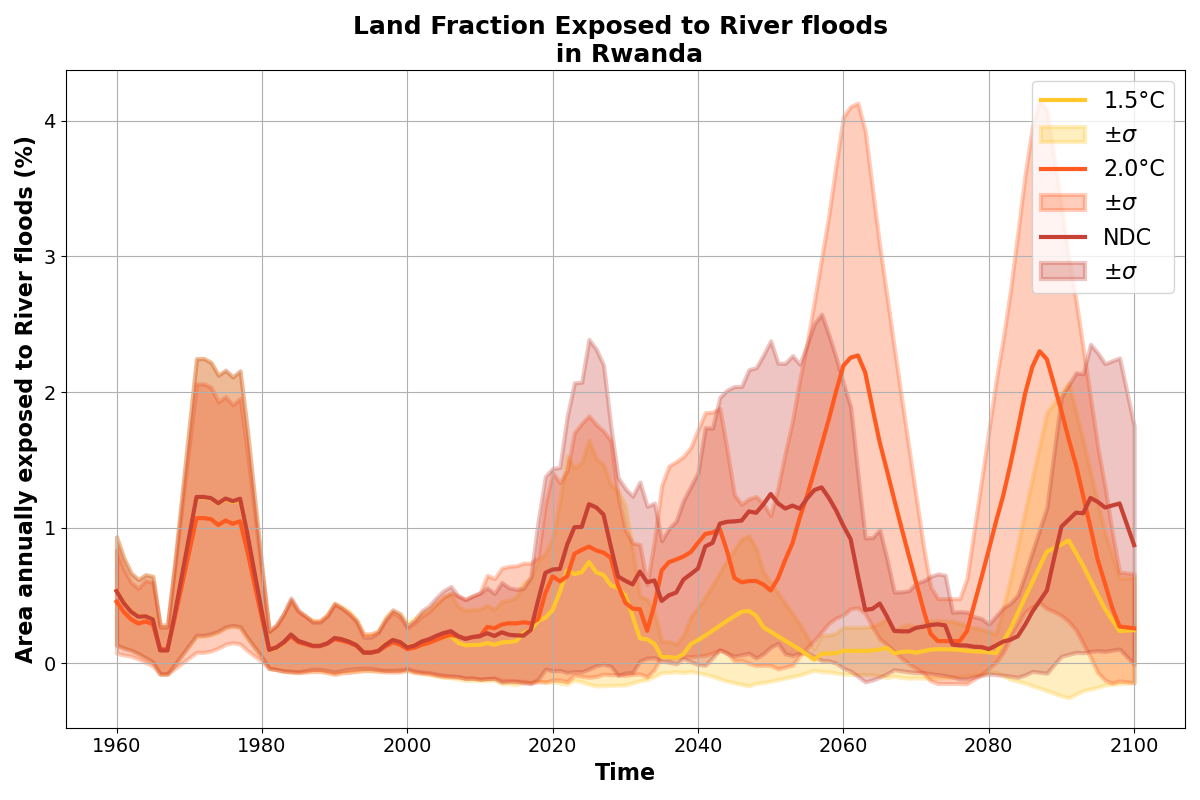 Land Fraction Exposed to River floods
in Rwanda
Area annually exposed to River floods (%)
4
3
2
1
0
1960
1980
2000
2020
2040
2060
2080
2100
Time
1.5°C
±σ
2.0°C
±σ
NDC
±σ